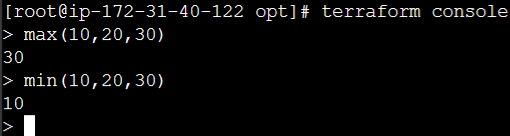 [root@ip-172-31-40-122 opt]# terraform console
> max(10,20,30)
30
> min(10,20,30)
10
>